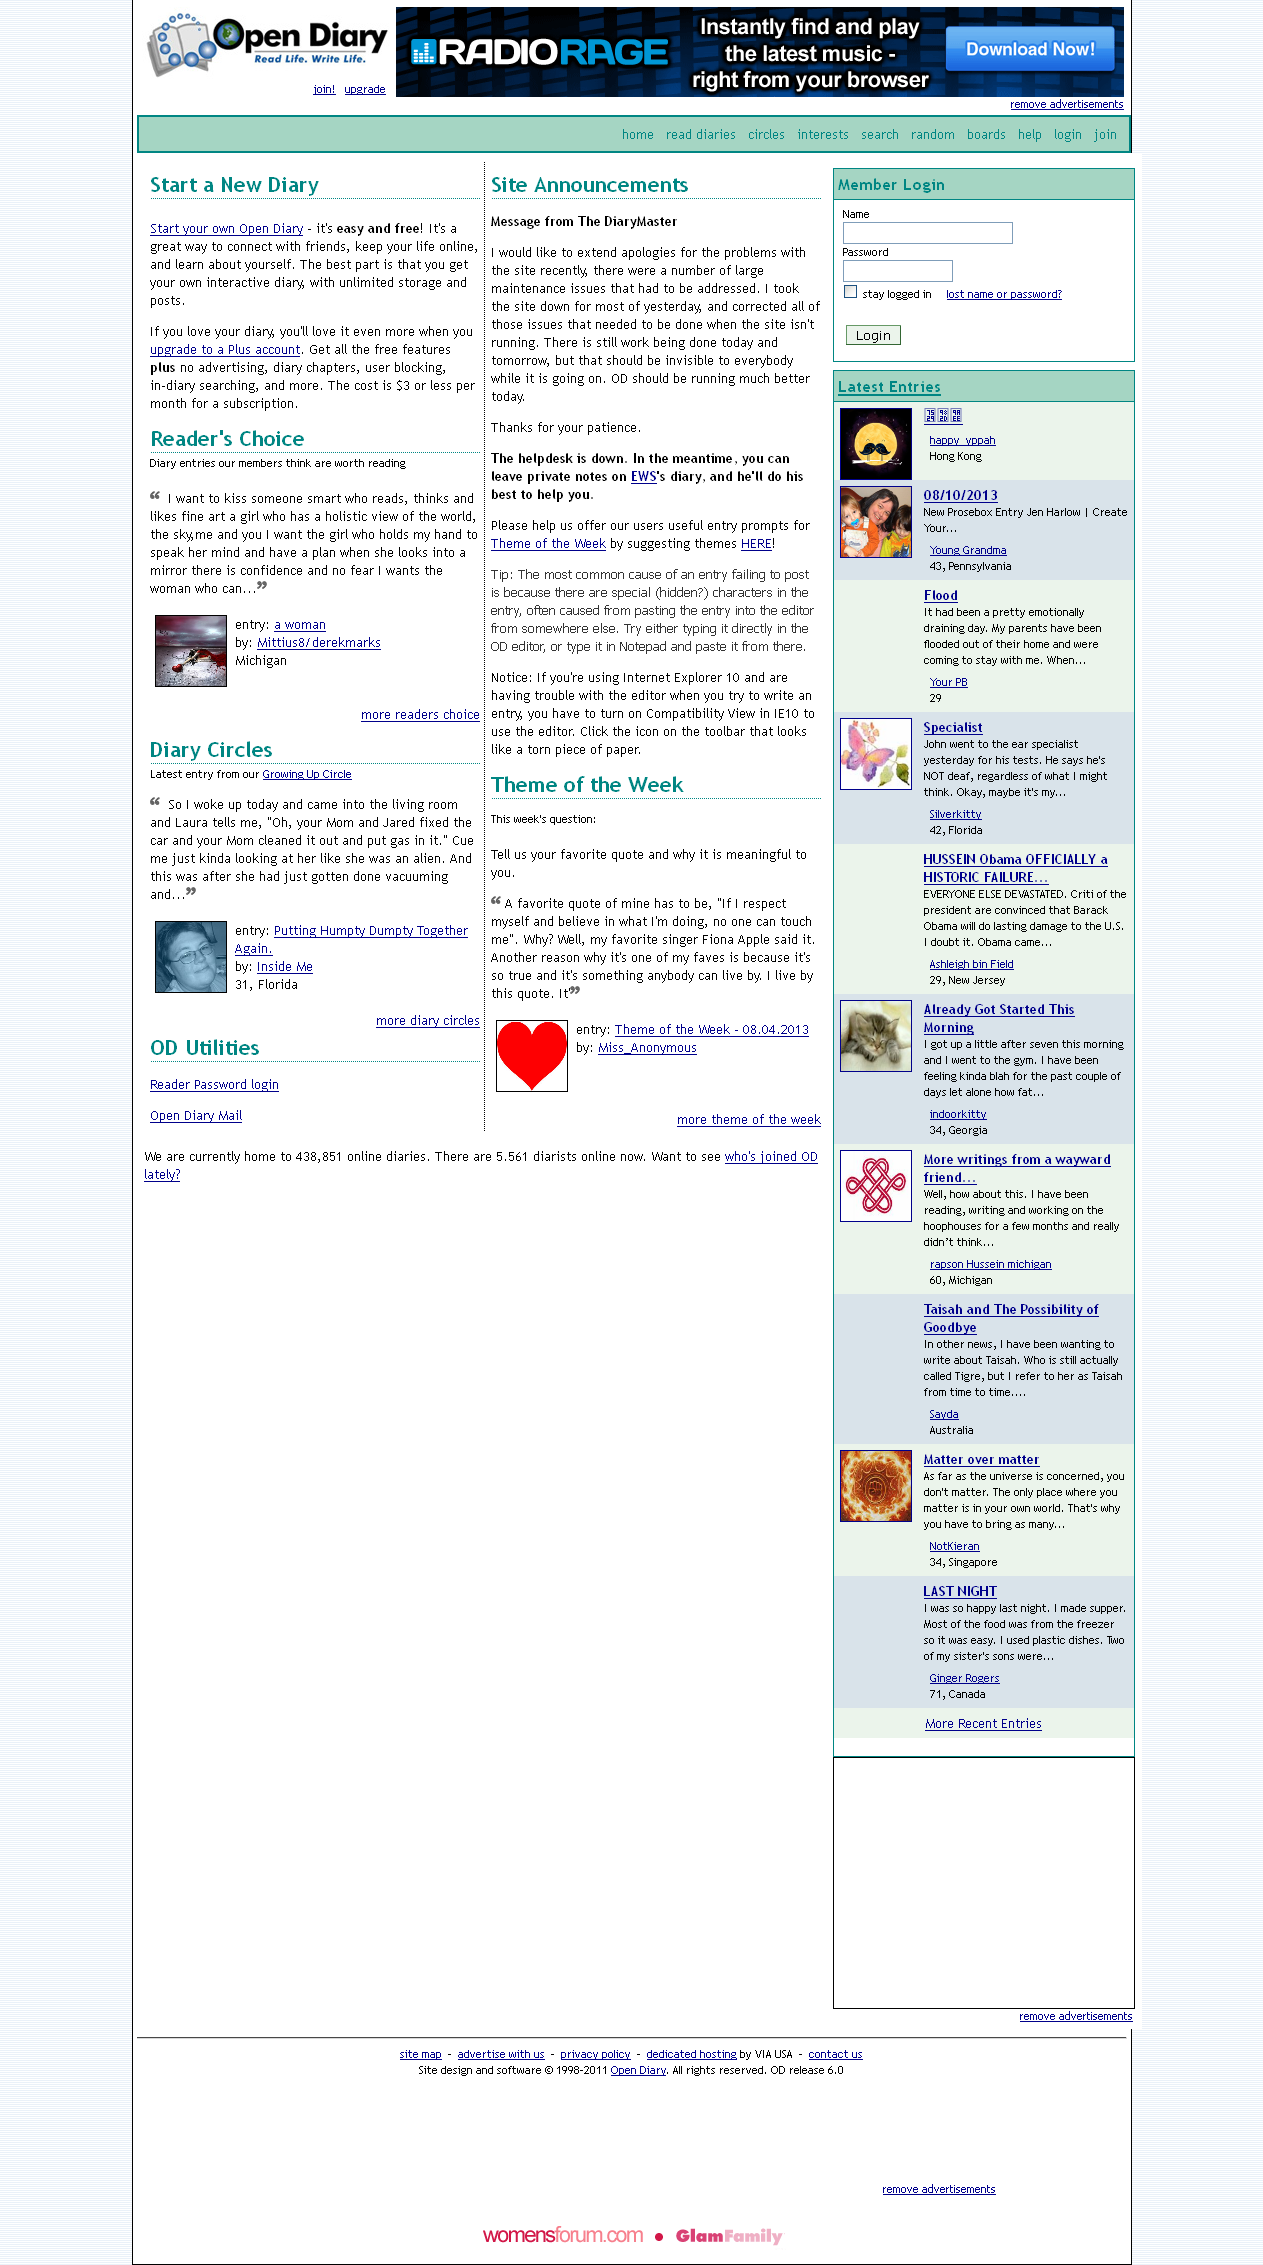 Open Diary
Read Life. Write Life.
join! upgrade
RADIORAGE
Instantly find and play
the latest music -
right from your browser
Download Now!
remove advertisements
home read diaries circles interests search random boards help login join
Start a New Diary
Start your own Open Diary - it's easy and free! It's a
great way to connect with friends, keep your life online,
and learn about yourself. The best part is that you get
your own interactive diary, with unlimited storage and
posts.
If you love your diary, you'll love it even more when you
upgrade to a Plus account. Get all the free features
plus no advertising, diary chapters, user blocking,
in-diary searching, and more. The cost is $3 or less per
month for a subscription.
Reader's Choice
Diary entries our members think are worth reading
“ I want to kiss someone smart who reads, thinks and
likes fine art a girl who has a holistic view of the world,
the sky,me and you I want the girl who holds my hand to
speak her mind and have a plan when she looks into a
mirror there is confidence and no fear I wants the
woman who can...”
entry: a woman
by: Mittius8/derekmarks
Michigan
more readers choice
Diary Circles
Latest entry from our Growing Up Circle
“ So I woke up today and came into the living room
and Laura tells me, "Oh, your Mom and Jared fixed the
car and your Mom cleaned it out and put gas in it." Cue
me just kinda looking at her like she was an alien. And
this was after she had just gotten done vacuuming
and...”
entry: Putting Humpty Dumpty Together
Again.
by: Inside Me
31, Florida
more diary circles
OD Utilities
Reader Password login
Open Diary Mail
Site Announcements
Message from The DiaryMaster
I would like to extend apologies for the problems with
the site recently, there were a number of large
maintenance issues that had to be addressed. I took
the site down for most of yesterday, and corrected all of
those issues that needed to be done when the site isn't
running. There is still work being done today and
tomorrow, but that should be invisible to everybody
while it is going on. OD should be running much better
today.
Thanks for your patience.
The helpdesk is down. In the meantime, you can
leave private notes on EWS's diary, and he'll do his
best to help you.
Please help us offer our users useful entry prompts for
Theme of the Week by suggesting themes HERE!
Tip: The most common cause of an entry failing to post
is because there are special (hidden?) characters in the
entry, often caused from pasting the entry into the editor
from somewhere else. Try either typing it directly in the
OD editor, or type it in Notepad and paste it from there.
Notice: If you're using Internet Explorer 10 and are
having trouble with the editor when you try to write an
entry, you have to turn on Compatibility View in IE10 to
use the editor. Click the icon on the toolbar that looks
like a torn piece of paper.
Theme of the Week
This week's question:
Tell us your favorite quote and why it is meaningful to
you.
“ A favorite quote of mine has to be, "If I respect
myself and believe in what I'm doing, no one can touch
me". Why? Well, my favorite singer Fiona Apple said it.
Another reason why it's one of my faves is because it's
so true and it's something anybody can live by. I live by
this quote. It”
entry: Theme of the Week - 08.04.2013
by: Miss_Anonymous
more theme of the week
We are currently home to 438,851 online diaries. There are 5.561 diarists online now. Want to see who's joined OD
lately?
Member Login
Name
Password
stay logged in lost name or password?
Login
Latest Entries
happy_yppah
Hong Kong
08/10/2013
New Prosebox Entry Jen Harlow | Create
Your...
Young Grandma
43, Pennsylvania
Flood
It had been a pretty emotionally
draining day. My parents have been
flooded out of their home and were
coming to stay with me. When...
Your PB
29
Specialist
John went to the ear specialist
yesterday for his tests. He says he's
NOT deaf, regardless of what I might
think. Okay, maybe it's my...
Silverkitty
42, Florida
HUSSEIN Obama OFFICIALLY a
HISTORIC FAILURE...
EVERYONE ELSE DEVASTATED. Criti of the
president are convinced that Barack
Obama will do lasting damage to the U.S.
I doubt it. Obama came...
Ashleigh bin Field
29, New Jersey
Already Got Started This
Morning
I got up a little after seven this morning
and I went to the gym. I have been
feeling kinda blah for the past couple of
days let alone how fat...
indoorkitty
34, Georgia
More writings from a wayward
friend...
Well, how about this. I have been
reading, writing and working on the
hoophouses for a few months and really
didn't think...
rapson Hussein michigan
60, Michigan
Taisah and The Possibility of
Goodbye
In other news, I have been wanting to
write about Taisah. Who is still actually
called Tigre, but I refer to her as Taisah
from time to time....
Sayda
Australia
Matter over matter
As far as the universe is concerned, you
don't matter. The only place where you
matter is in your own world. That's why
you have to bring as many...
NotKieran
34, Singapore
LAST NIGHT
I was so happy last night. I made supper.
Most of the food was from the freezer
so it was easy. I used plastic dishes. Two
of my sister's sons were...
Ginger Rogers
71, Canada
More Recent Entries
remove advertisements
site map - advertise with us - privacy policy - dedicated hosting by VIA USA - contact us
Site design and software © 1998-2011 Open Diary. All rights reserved. OD release 6.0
remove advertisements
womensforum.com • GlamFamily